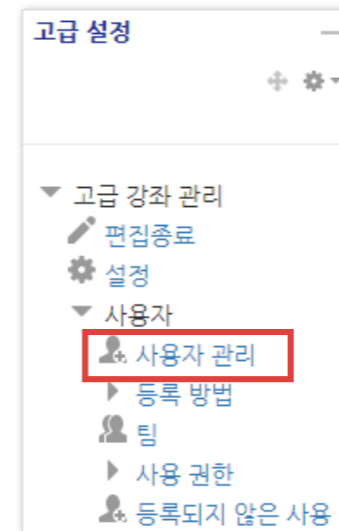 고급 설정
고급 강좌 관리
편집종료
설정
사용자
사용자 관리
등록 방법
팀
사용 권한
등록되지 않은 사용